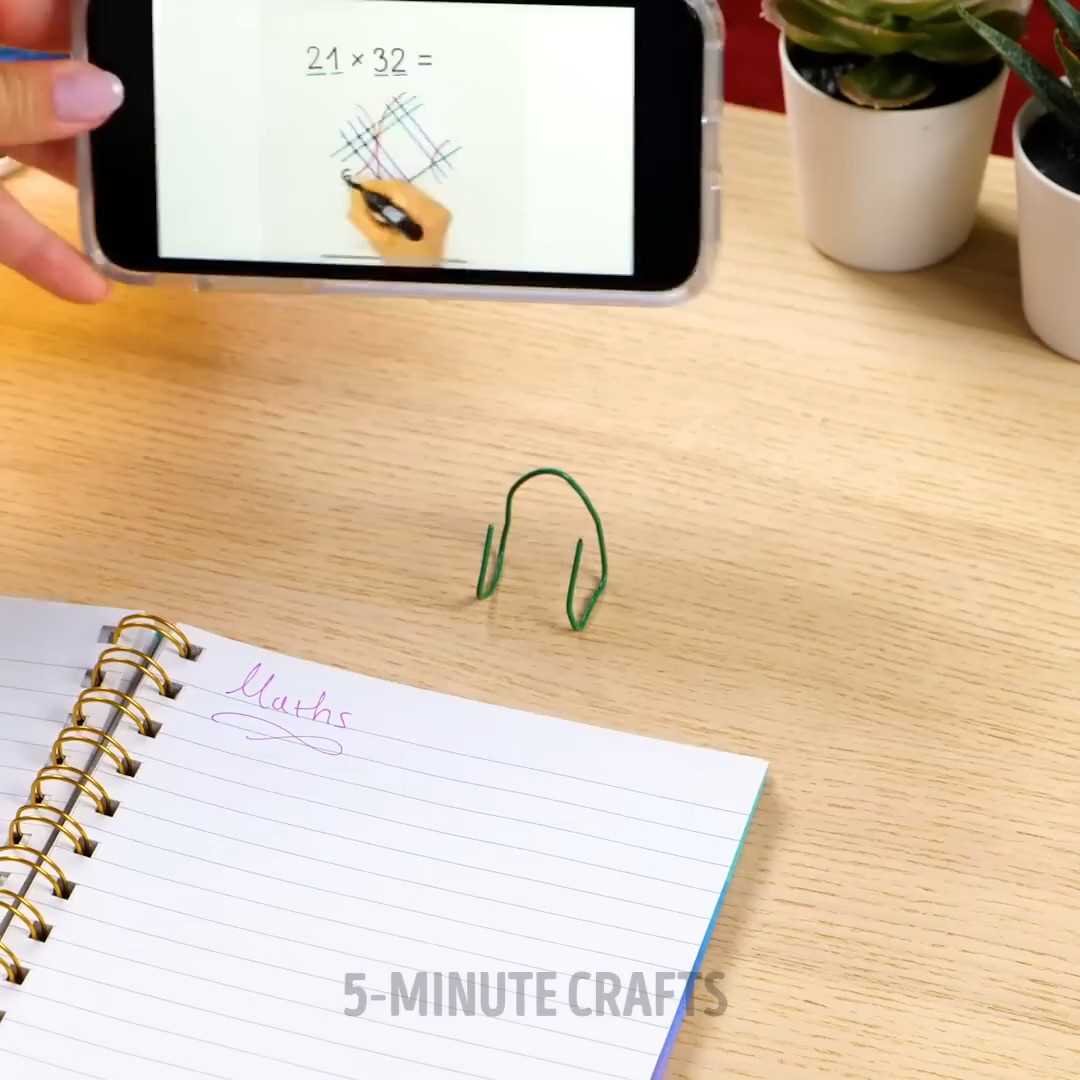 21 × 32 =
Maths
5-MINUTE CRAFTS